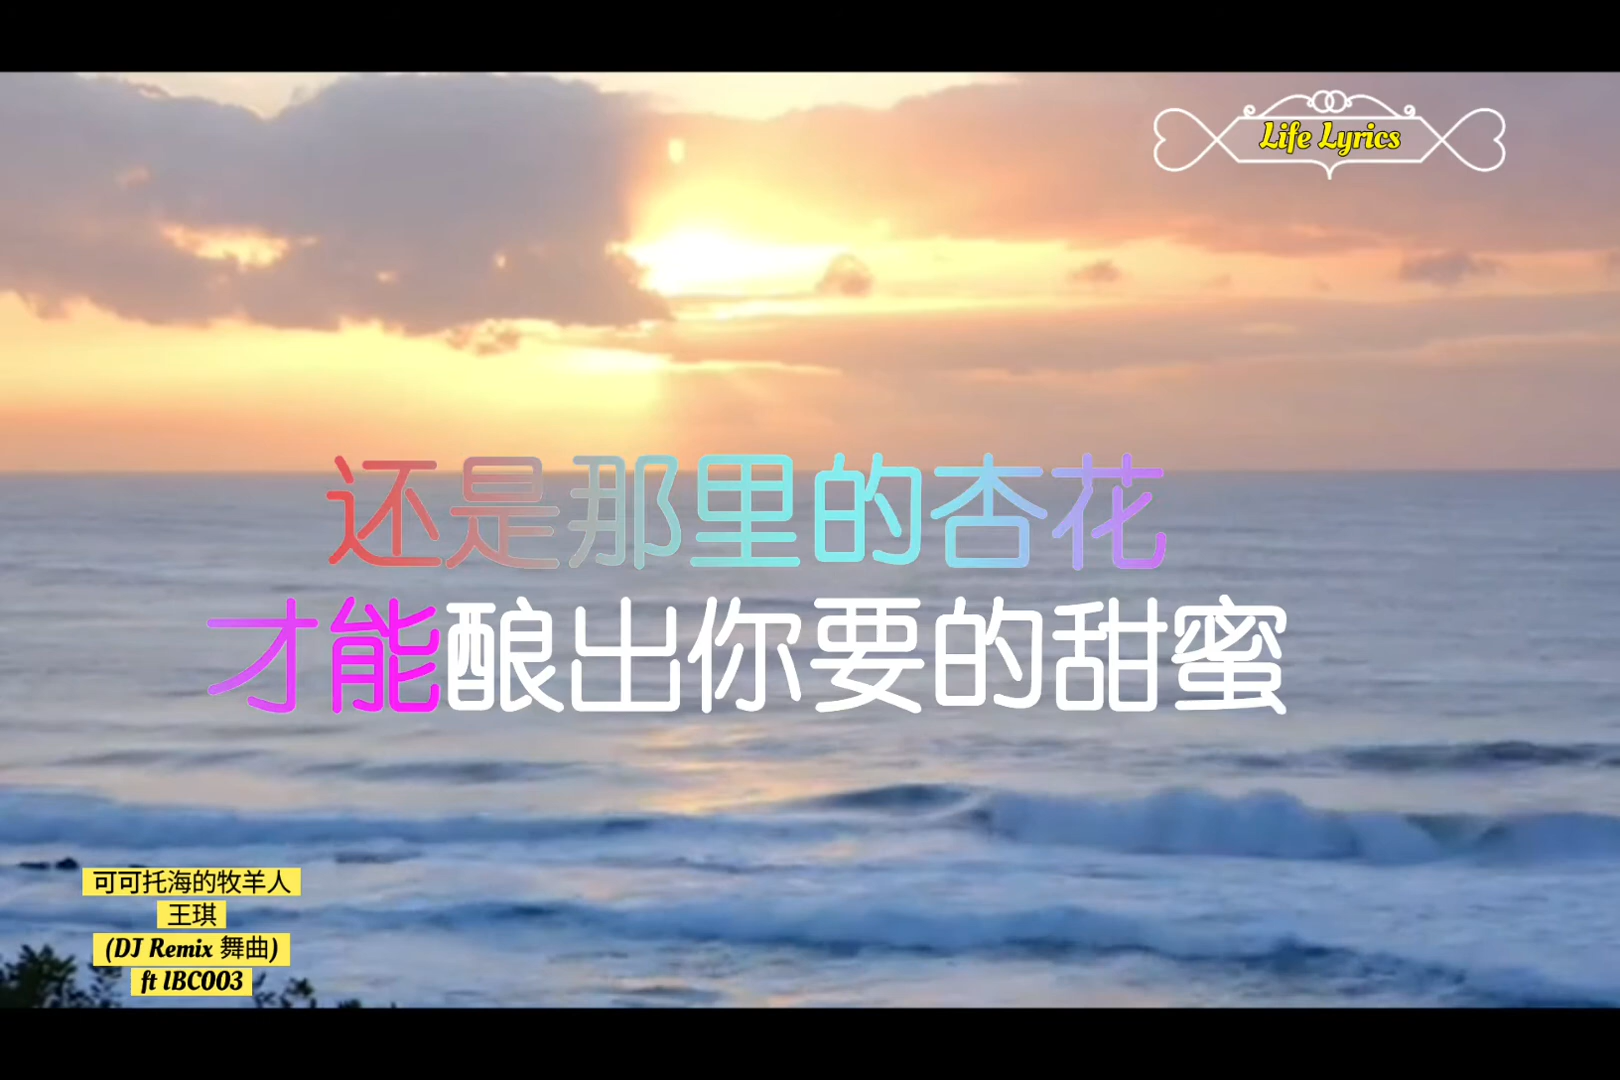 Life Lyrics
还是那里的杏花
才能酿出你要的甜蜜
可可托海的牧羊人
王琪
(DJ Remix 舞曲)
ft lBC003